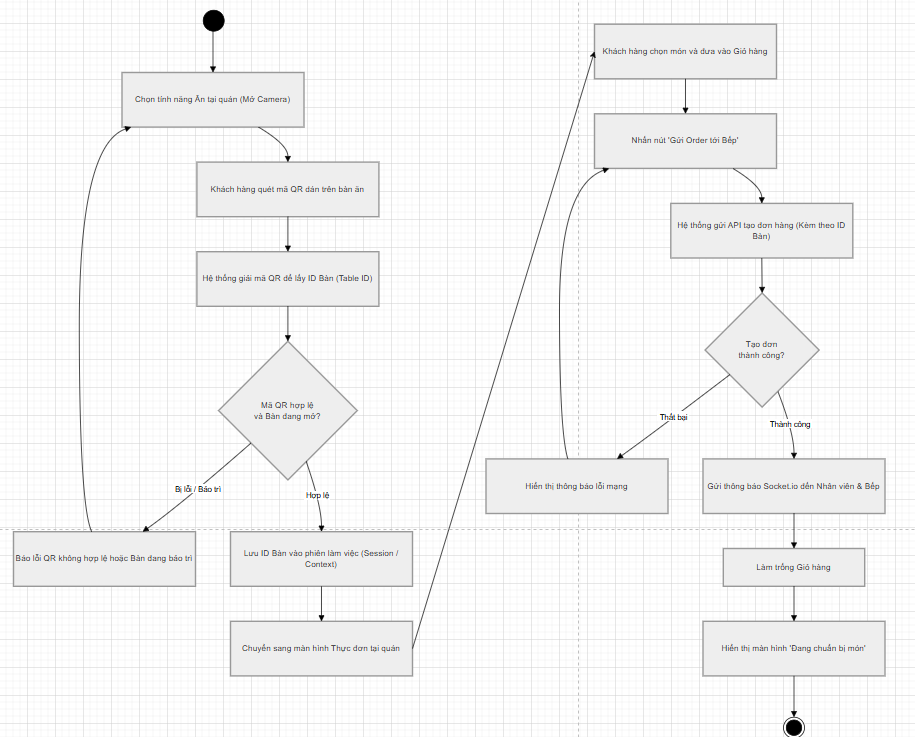 Chọn tính năng Ăn tại quán (Mở Camera)
Khách hàng quét mã QR dán trên bàn ăn
Hệ thống giải mã QR để lấy ID Bàn (Table ID)
Mã QR hợp lệ
và Bàn đang mở?
Bị lỗi / Bảo trì
Hợp lệ
Báo lỗi QR không hợp lệ hoặc Bàn đang bảo trì
Lưu ID Bàn vào phiên làm việc (Session /
Context)
Chuyển sang màn hình Thực đơn tại quán
Khách hàng chọn món và đưa vào Giỏ hàng
Nhấn nút 'Gửi Order tới Bếp'
Hệ thống gửi API tạo đơn hàng (Kèm theo ID
Bàn)
Tạo đơn
thành công?
Thất bại
Thành công
Hiển thị thông báo lỗi mạng
Gửi thông báo Socket.io đến Nhân viên & Bếp
Làm trống Giỏ hàng
Hiển thị màn hình 'Đang chuẩn bị món'